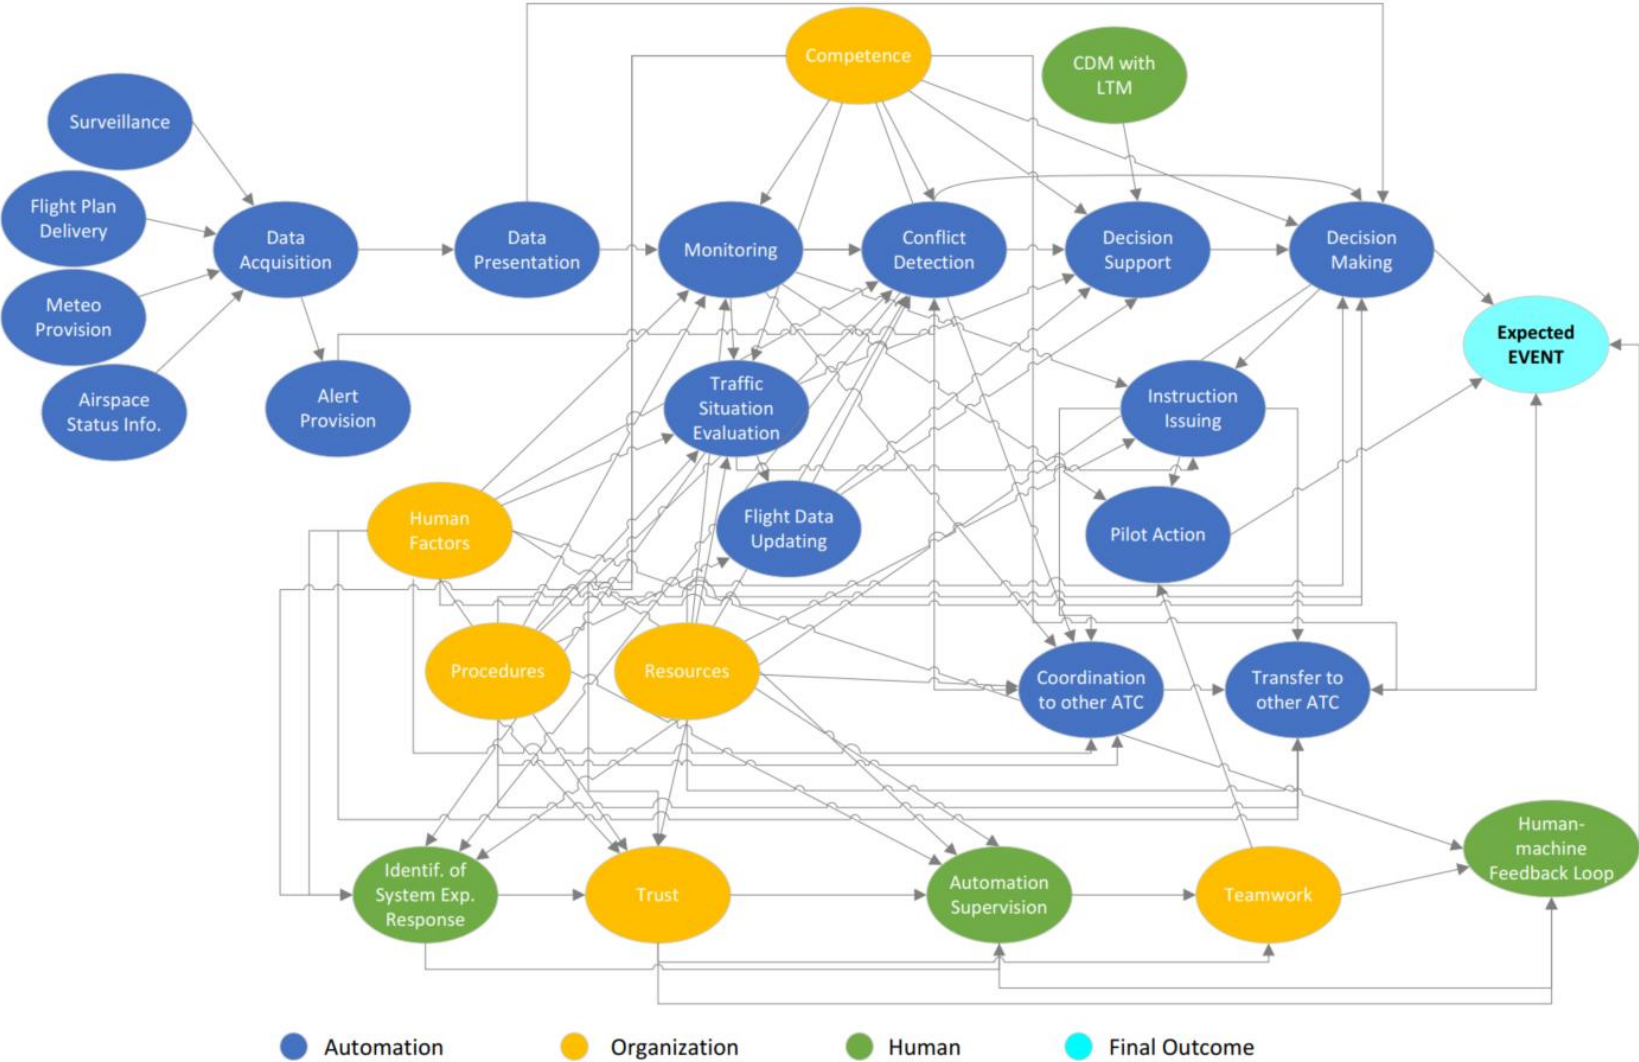 Competence
CDM with
LTM
Surveillance
Flight Plan
Delivery
Data
Acquisition
Data
Presentation
Monitoring
Conflict
Detection
Decision
Support
Decision
Making
Meteo
Provision
Expected
EVENT
Airspace
Status Info.
Alert
Provision
Traffic
Situation
Evaluation
Instruction
Issuing
Human
Factors
Flight Data
Updating
Pilot Action
Procedures
Resources
Coordination
to other ATC
Transfer to
other ATC
Identif. of
System Exp.
Response
Trust
Automation
Supervision
Teamwork
Human-
machine
Feedback Loop
Automation
Organization
Human
Final Outcome